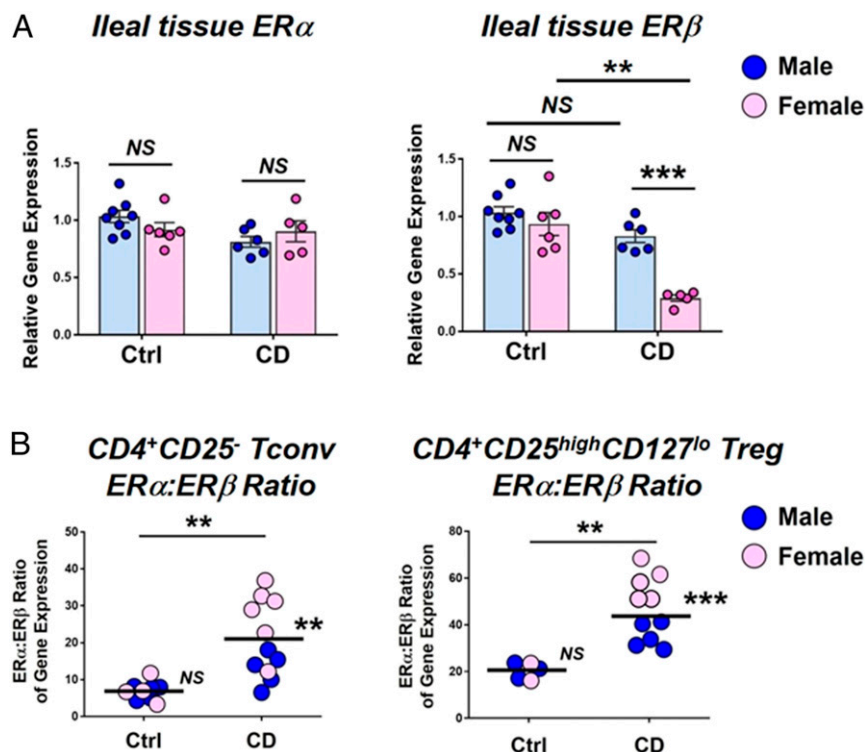 A
Ileal tissue ERα
Ileal tissue ERβ
Male
Female
**
NS
NS
NS
NS
***
Relative Gene Expression
1.5
1.0
0.5
0.0
Ctrl
CD
Relative Gene Expression
1.5
1.0
0.5
0.0
Ctrl
CD
B
CD4+CD25- Tconv
ERα:ERβ Ratio
CD4+CD25highCD127lo Treg
ERα:ERβ Ratio
Male
Female
ERα:ERβ Ratio
of Gene Expression
50
40
30
20
10
0
**
NS
**
Ctrl
CD
ERα:ERβ Ratio
of Gene Expression
80
60
40
20
0
**
NS
***
Ctrl
CD